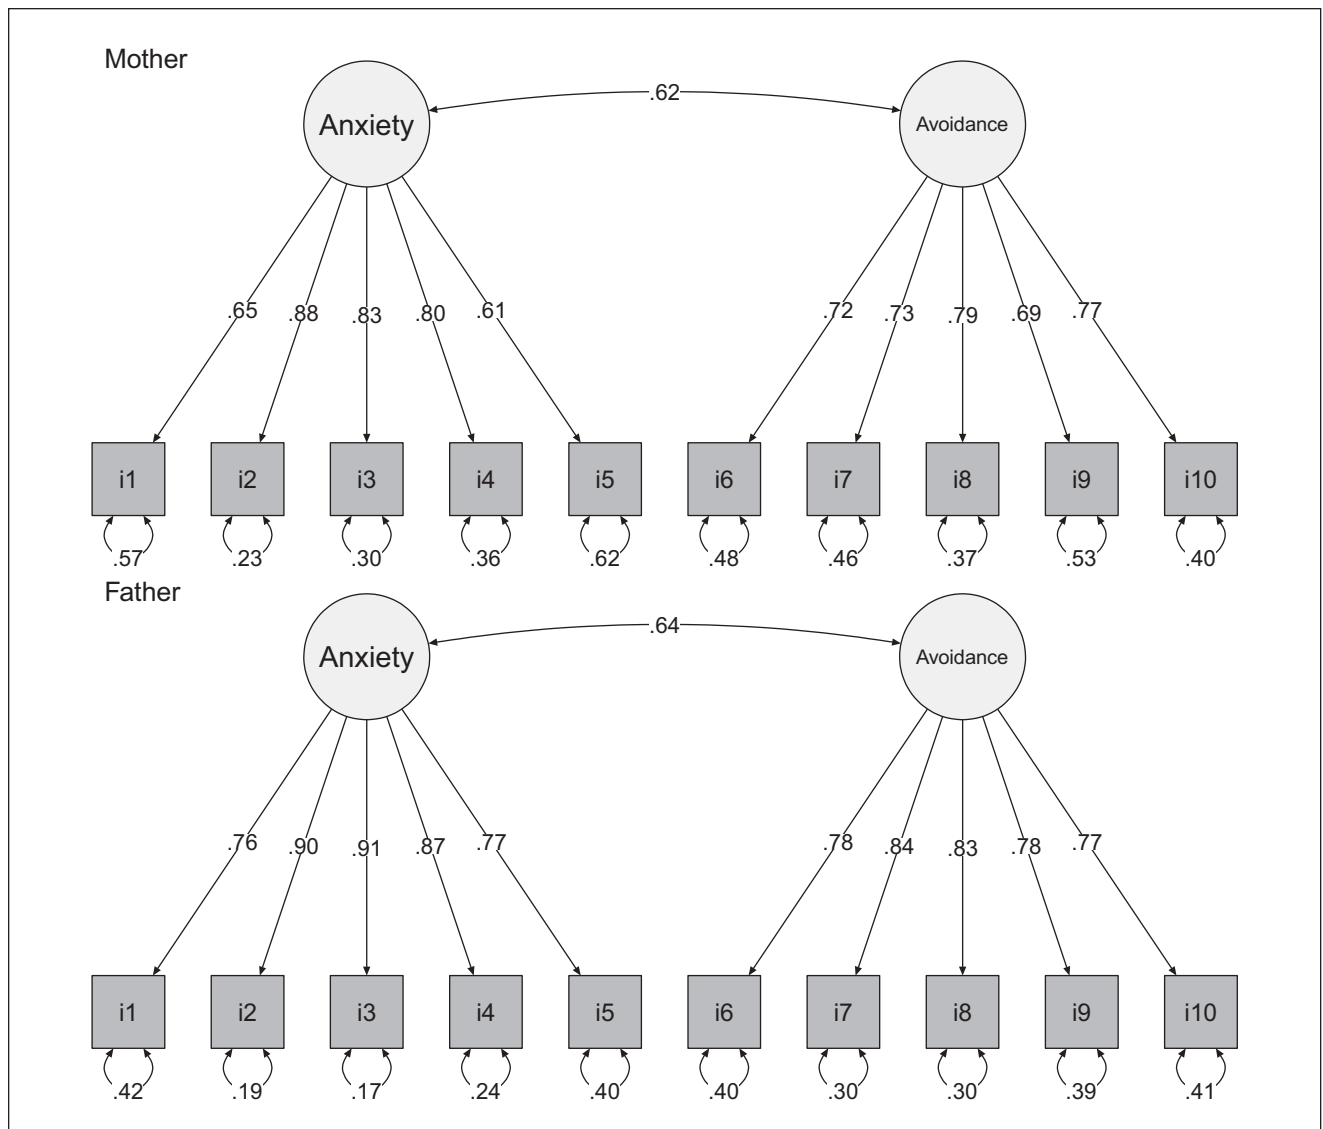 Mother
Anxiety .62 Avoidance
.65 .88 .83 .80 .61 .72 .73 .79 .69 .77
i1 i2 i3 i4 i5 i6 i7 i8 i9 i10
.57 .23 .30 .36 .62 .48 .46 .37 .53 .40
Father
Anxiety .64 Avoidance
.76 .90 .91 .87 .77 .78 .84 .83 .78 .77
i1 i2 i3 i4 i5 i6 i7 i8 i9 i10
.42 .19 .17 .24 .40 .40 .30 .30 .39 .41